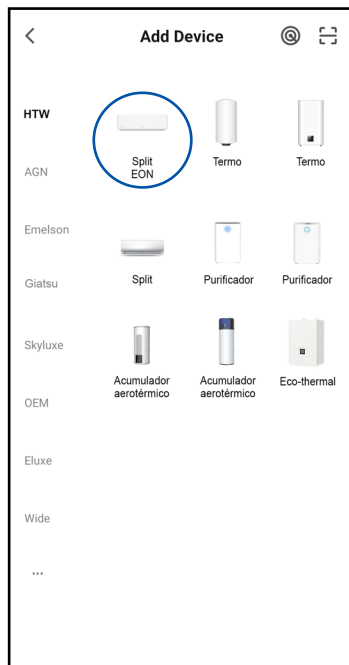 Add Device
HTW
AGN
Emelson
Giatsu
Skyluxe
OEM
Eluxe
Wide
...
Split
EON
Termo
Termo
Split
Purificador
Purificador
Acumulador
aerotérmico
Acumulador
aerotérmico
Eco-thermal